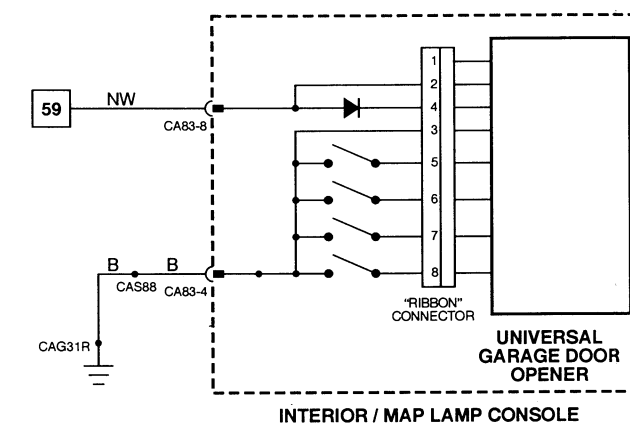 1
2
59
NW
4
CA83-8
3
5
6
7
B
B
8
CAS88
CA83-4
"RIBBON"
CONNECTOR
UNIVERSAL
GARAGE DOOR
OPENER
CAG31R
INTERIOR / MAP LAMP CONSOLE